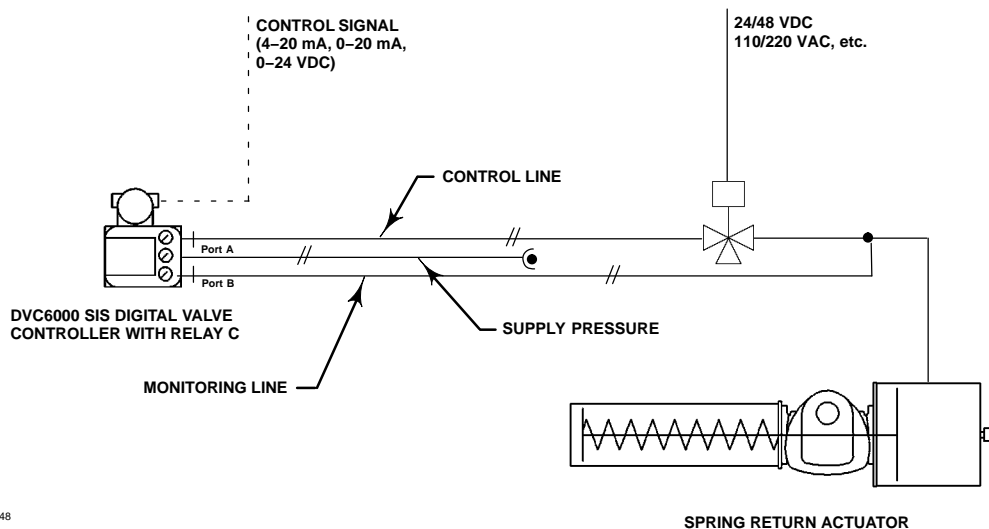 CONTROL SIGNAL
(4–20 mA, 0–20 mA,
0–24 VDC)
24/48 VDC
110/220 VAC, etc.
CONTROL LINE
Port A
Port B
DVC6000 SIS DIGITAL VALVE
CONTROLLER WITH RELAY C
SUPPLY PRESSURE
MONITORING LINE
48
SPRING RETURN ACTUATOR